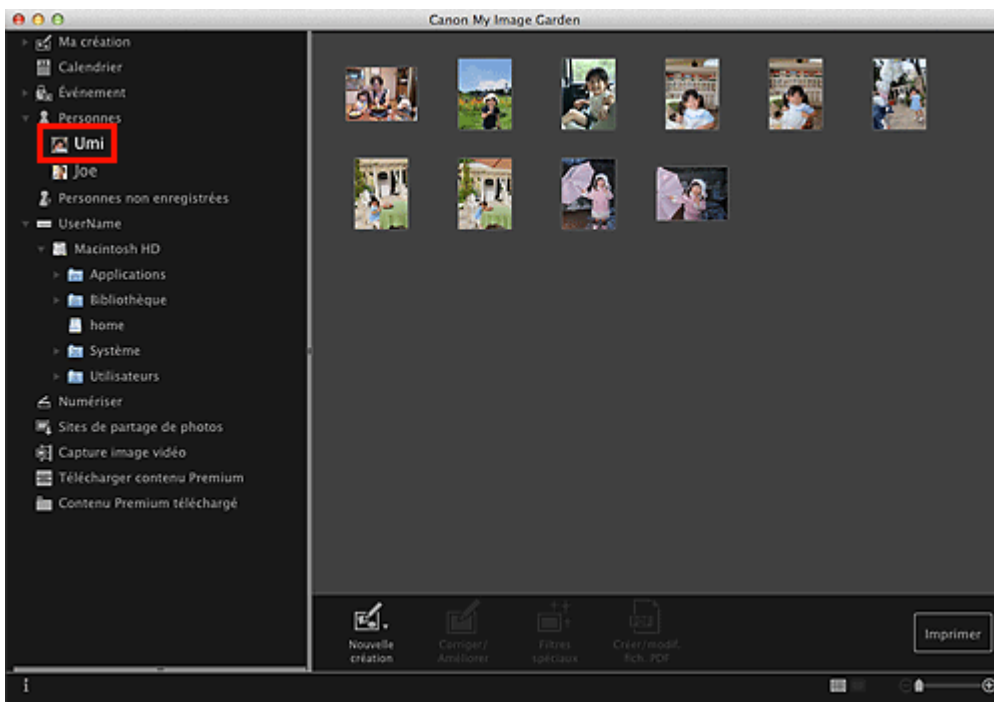 Canon My Image Garden
Ma création
Calendrier
Événement
Personnes
Umi
Joe
Personnes non enregistrées
UserName
Macintosh HD
Applications
Bibliothèque
home
Système
Utilisateurs
Numériser
Sites de partage de photos
Capture image vidéo
Télécharger contenu Premium
Contenu Premium téléchargé
Nouvelle
création
Corriger/
Améliorer
Filtres
spéciaux
Créer/modif.
fich. PDF
Imprimer